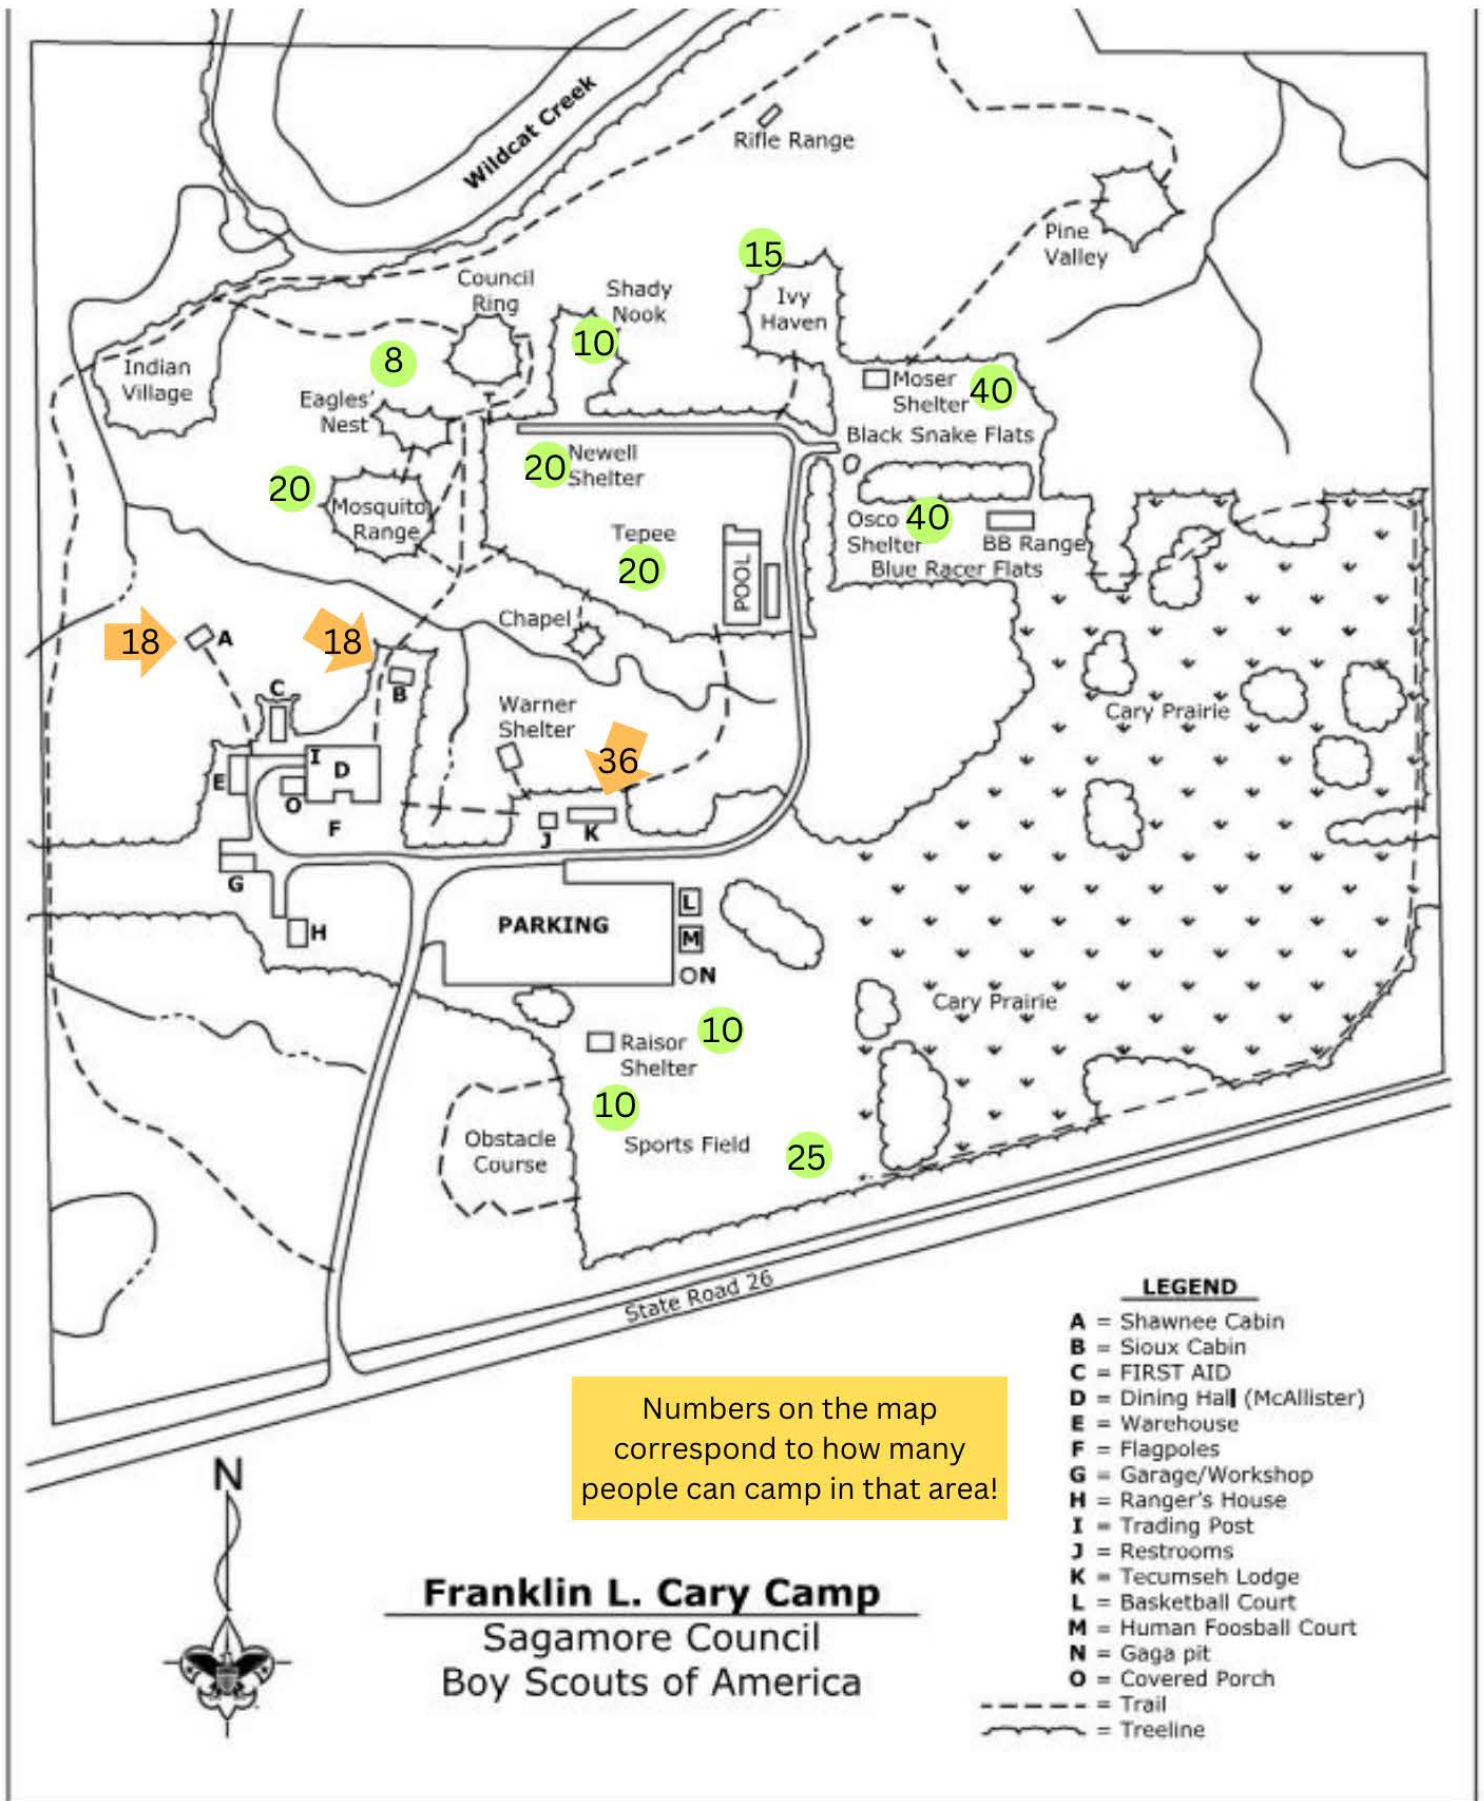 Wildcat Creek
Rifle Range
Pine
Valley
15
Ivy
Haven
Council
Ring
Shady
Nook
10
8
Indian
Village
Eagles'
Nest
Moser
Shelter
40
Black Snake Flats
20
Newell
Shelter
20
Mosquito
Range
Osco
Shelter
40
BB Range
Blue Racer Flats
Tepee
20
POOL
Chapel
18
A
18
B
C
Warner
Shelter
36
Cary Prairie
E
I
D
O
F
J
K
G
H
PARKING
L
M
N
Cary Prairie
Raisor
Shelter
10
10
Sports Field
25
Obstacle
Course
State Road 26
LEGEND
A = Shawnee Cabin
B = Sioux Cabin
C = FIRST AID
D = Dining Hall (McAllister)
E = Warehouse
F = Flagpoles
G = Garage/Workshop
H = Ranger's House
I = Trading Post
J = Restrooms
K = Tecumseh Lodge
L = Basketball Court
M = Human Foosball Court
N = Gaga pit
O = Covered Porch
= Trail
= Treeline
Numbers on the map
correspond to how many
people can camp in that area!
N
Franklin L. Cary Camp
Sagamore Council
Boy Scouts of America